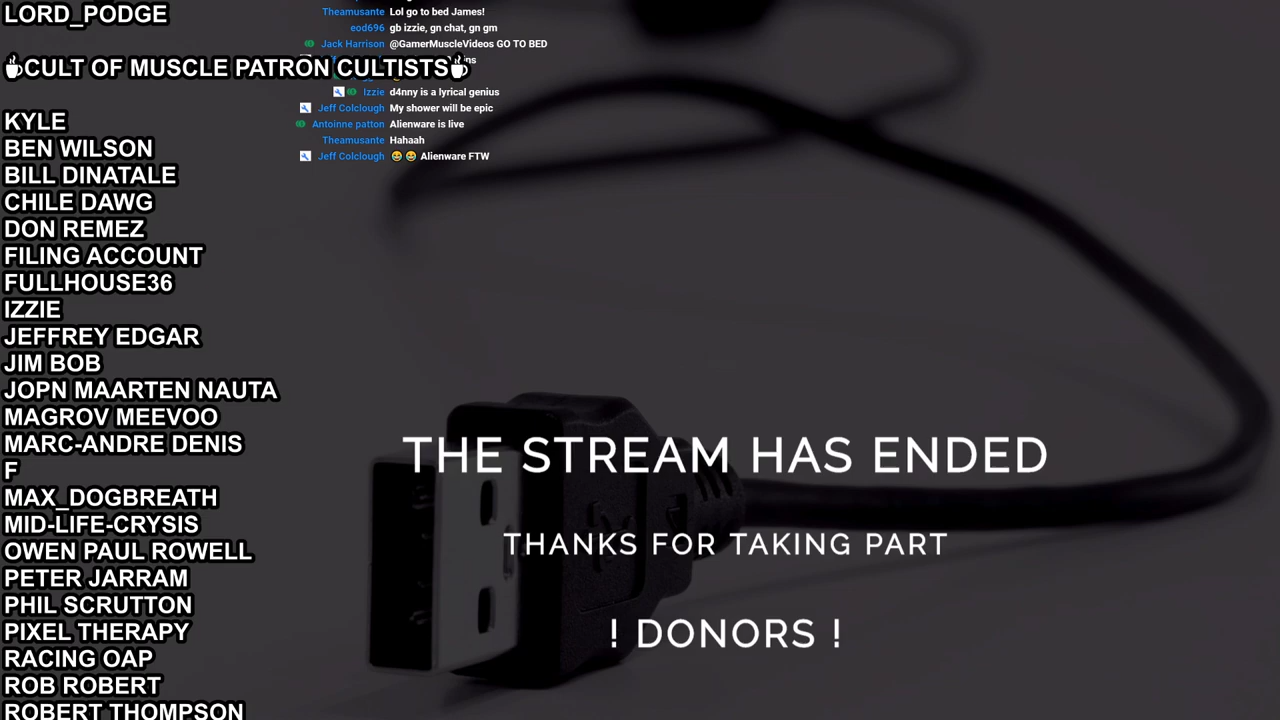 LORD_PODGE
☕CULT OF MUSCLE PATRON CULTISTS☕
KYLE
BEN WILSON
BILL DINATALE
CHILE DAWG
DON REMEZ
FILING ACCOUNT
FULLHOUSE36
IZZIE
JEFFREY EDGAR
JIM BOB
JOPN MAARTEN NAUTA
MAGROV MEEVOO
MARC-ANDRE DENIS
F
MAX_DOGBREATH
MID-LIFE-CRYSIS
OWEN PAUL ROWELL
PETER JARRAM
PHIL SCRUTTON
PIXEL THERAPY
RACING OAP
ROB ROBERT
ROBERT THOMPSON
Theamusante Lol go to bed James!
eod696 gb izzie, gn chat, gn gm
Jack Harrison @GamerMuscleVideos GO TO BED
Izzie d4nny is a lyrical genius
Jeff Colclough My shower will be epic
Antoinne patton Alienware is live
Theamusante Hahaah
Jeff Colclough 😂 😂 Alienware FTW
THE STREAM HAS ENDED
THANKS FOR TAKING PART
! DONORS !